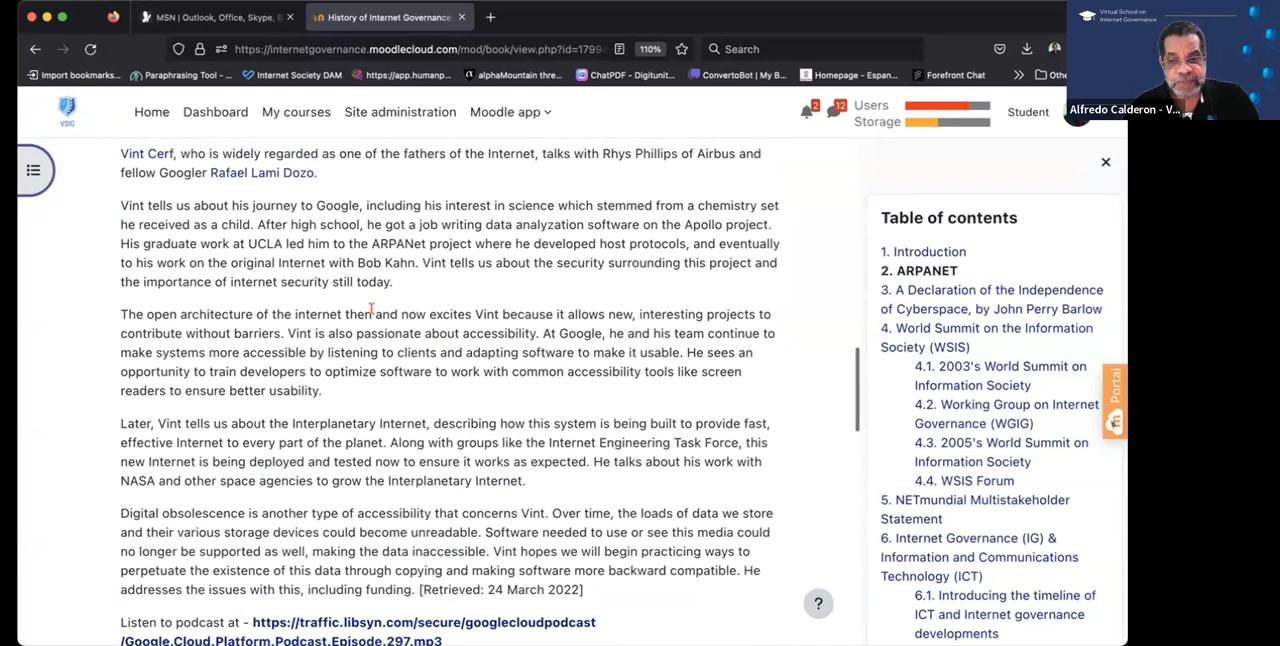 MSN | Outlook, Office, Skype,
History of Internet Governance
https://internetgovernance.moodlecloud.com/mod/book/view.php?id=1799
110%
Search
Import bookmarks...
Paraphrasing Tool - ...
Internet Society DAM
https://app.humanp...
alphaMountain thre...
ChatPDF - Digitunit...
ConvertoBot | My B...
Homepage - Espan...
Forefront Chat
Virtual School on
Internet Governance
Alfredo Calderon - V...
VSIG
Home
Dashboard
My courses
Site administration
Moodle app
2
12
Users
Storage
Student
Vint Cerf, who is widely regarded as one of the fathers of the Internet, talks with Rhys Phillips of Airbus and
fellow Googler Rafael Lami Dozo.
Vint tells us about his journey to Google, including his interest in science which stemmed from a chemistry set
he received as a child. After high school, he got a job writing data analyzation software on the Apollo project.
His graduate work at UCLA led him to the ARPANet project where he developed host protocols, and eventually
to his work on the original Internet with Bob Kahn. Vint tells us about the security surrounding this project and
the importance of internet security still today.
The open architecture of the internet then and now excites Vint because it allows new, interesting projects to
contribute without barriers. Vint is also passionate about accessibility. At Google, he and his team continue to
make systems more accessible by listening to clients and adapting software to make it usable. He sees an
opportunity to train developers to optimize software to work with common accessibility tools like screen
readers to ensure better usability.
Later, Vint tells us about the Interplanetary Internet, describing how this system is being built to provide fast,
effective Internet to every part of the planet. Along with groups like the Internet Engineering Task Force, this
new Internet is being deployed and tested now to ensure it works as expected. He talks about his work with
NASA and other space agencies to grow the Interplanetary Internet.
Digital obsolescence is another type of accessibility that concerns Vint. Over time, the loads of data we store
and their various storage devices could become unreadable. Software needed to use or see this media could
no longer be supported as well, making the data inaccessible. Vint hopes we will begin practicing ways to
perpetuate the existence of this data through copying and making software more backward compatible. He
addresses the issues with this, including funding. [Retrieved: 24 March 2022]
Listen to podcast at - https://traffic.libsyn.com/secure/googlecloudpodcast
/Google.Cloud.Platform.Podcast.Episode.297.mp3
?
Table of contents
1. Introduction
2. ARPANET
3. A Declaration of the Independence
of Cyberspace, by John Perry Barlow
4. World Summit on the Information
Society (WSIS)
4.1. 2003's World Summit on
Information Society
4.2. Working Group on Internet
Governance (WGIG)
4.3. 2005's World Summit on
Information Society
4.4. WSIS Forum
5. NETmundial Multistakeholder
Statement
6. Internet Governance (IG) &
Information and Communications
Technology (ICT)
6.1. Introducing the timeline of
ICT and Internet governance
developments
Portal